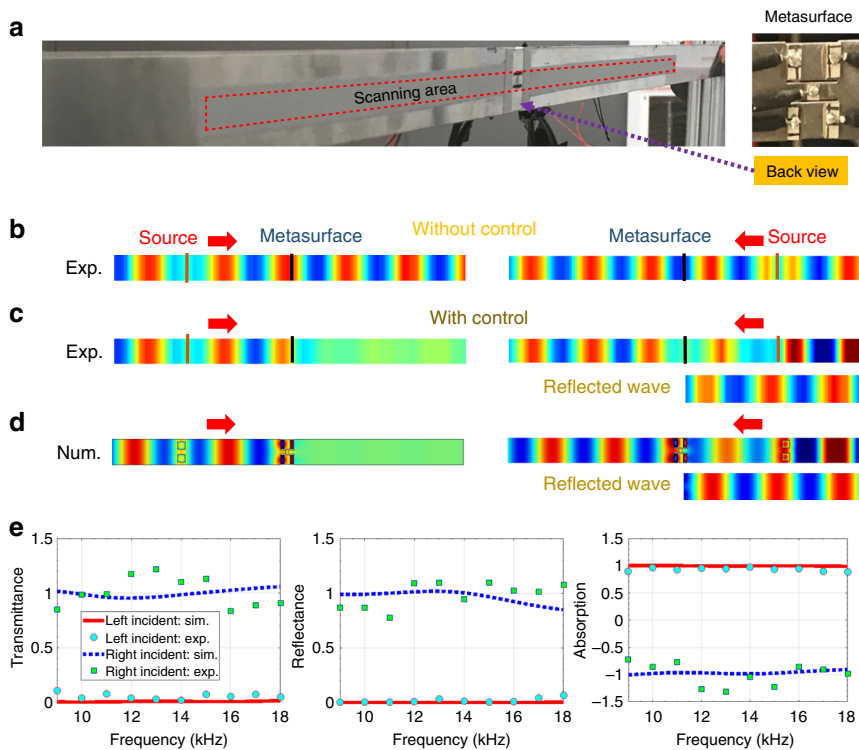 a
Metasurface
Scanning area
Back view
b
Source
Metasurface
Without control
Metasurface
Source
Exp.
c
With control
Exp.
Reflected wave
d
Num.
Reflected wave
e
Transmittance
1.5
1
0.5
0
Left incident: sim.
Left incident: exp.
Right incident: sim.
Right incident: exp.
10 12 14 16 18
Frequency (kHz)
Reflectance
1.5
1
0.5
0
10 12 14 16 18
Frequency (kHz)
Absorption
1.5
1
0.5
0
−0.5
−1
−1.5
10 12 14 16 18
Frequency (kHz)